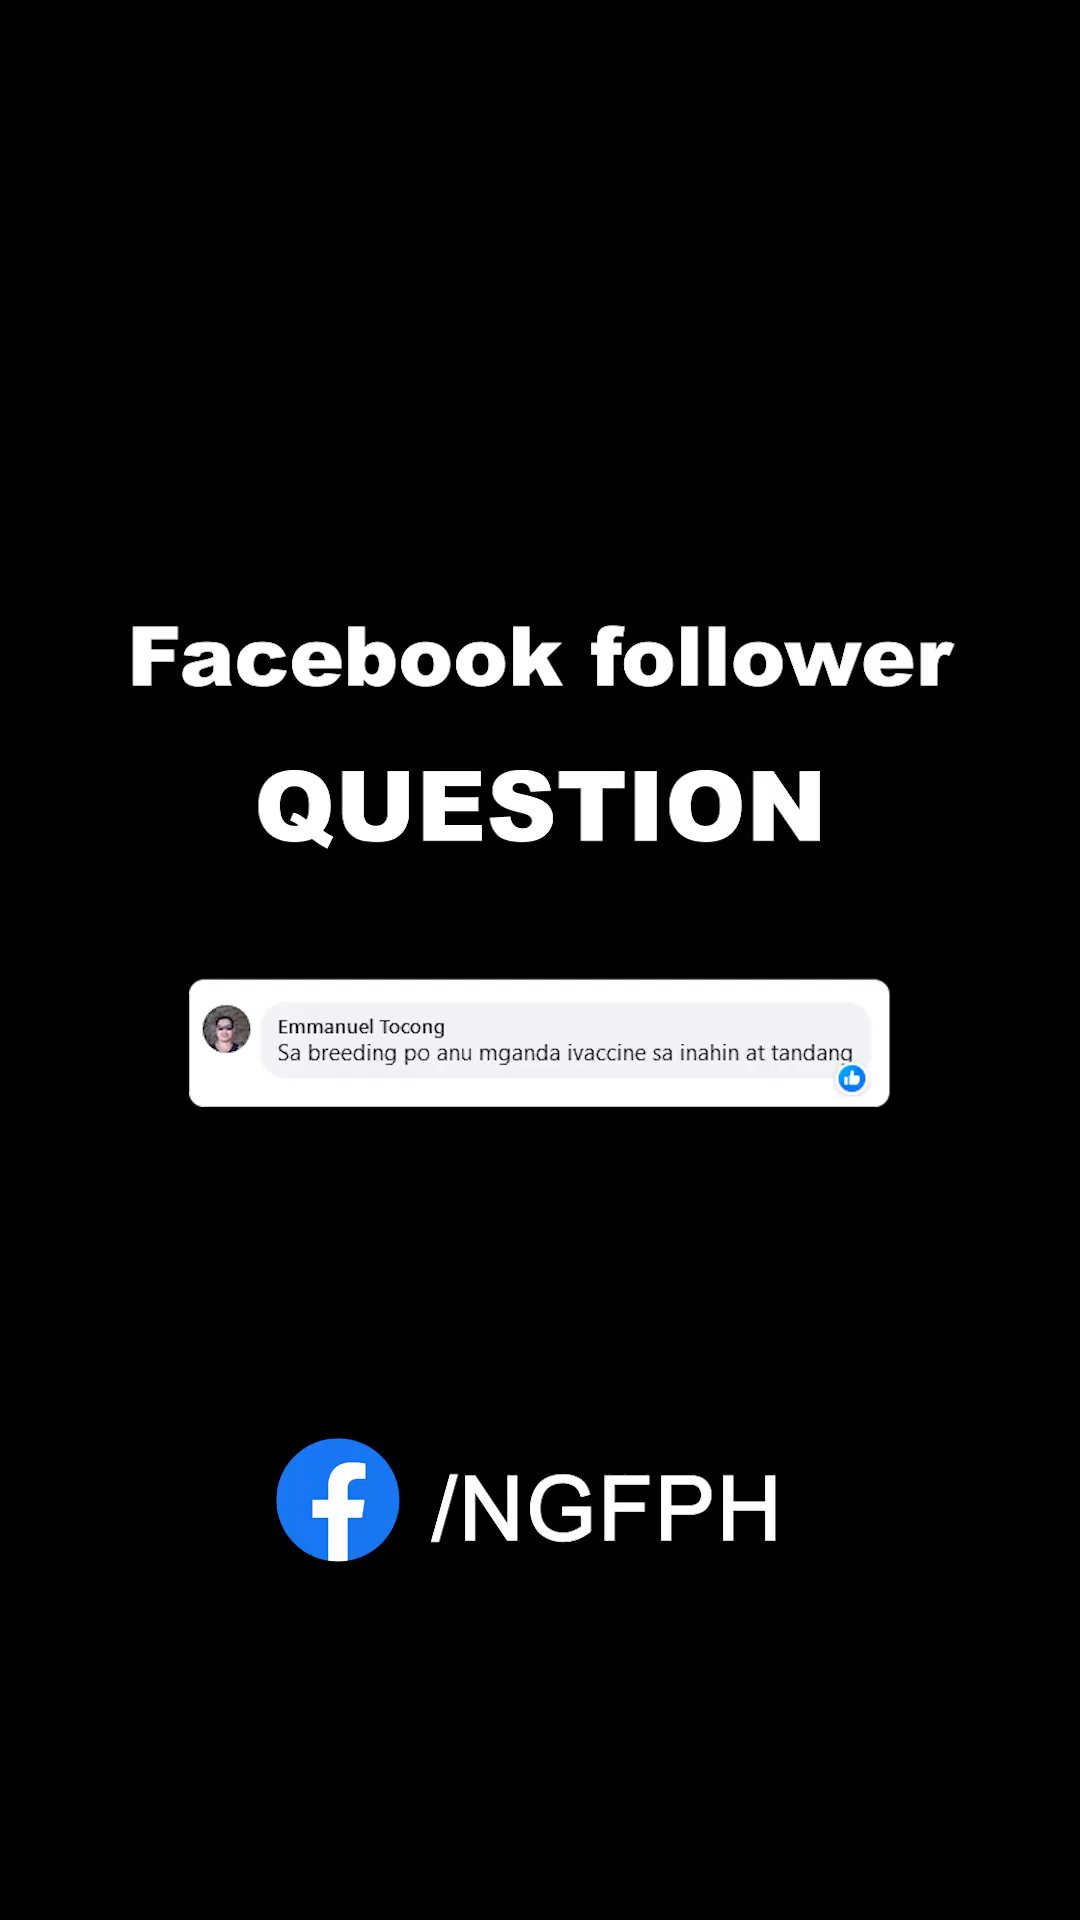 Facebook follower
QUESTION
Emmanuel Tocong
Sa breeding po anu mganda ivaccine sa inahin at tandang
/NGFPH